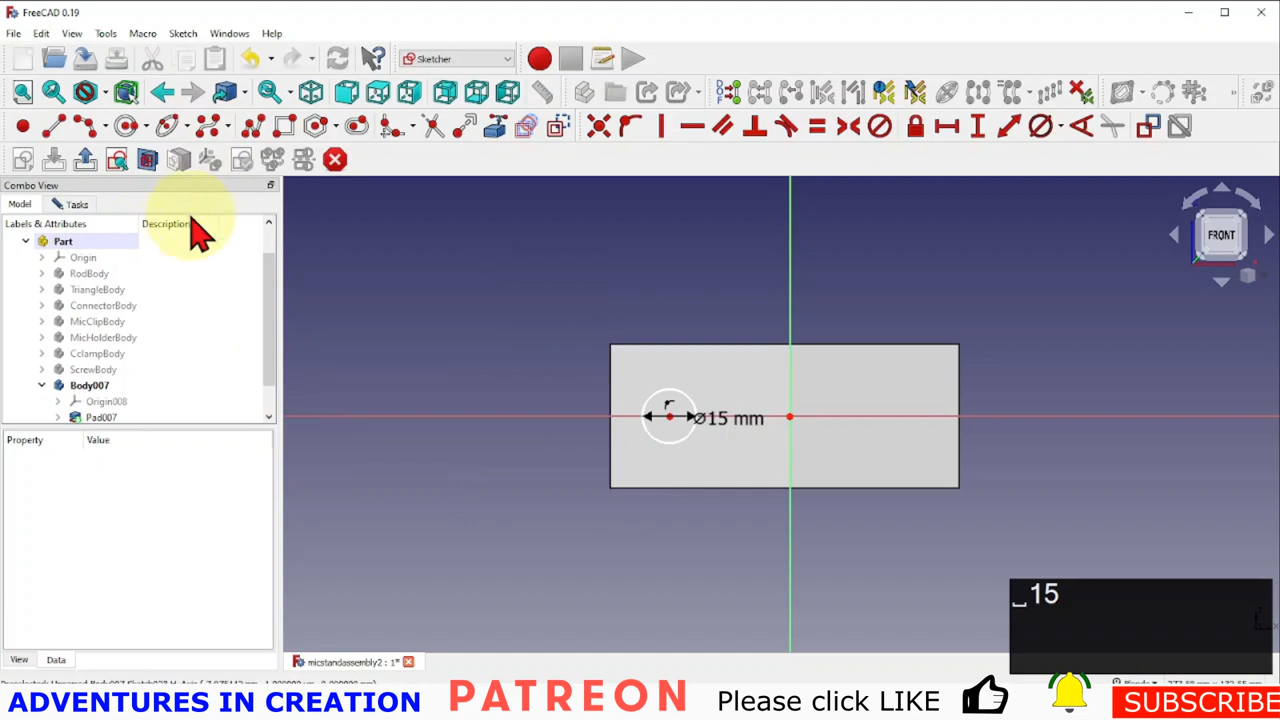 FreeCAD 0.19
File Edit View Tools Macro Sketch Windows Help
Sketcher
Combo View
Model Tasks
Labels & Attributes Description
Part
Origin
RodBody
TriangleBody
ConnectorBody
MicClipBody
MicHolderBody
CclampBody
ScrewBody
Body007
Origin008
Pad007
Property Value
View Data
FRONT
⌀15 mm
␣15
micstandassembly2 : 1*
ADVENTURES IN CREATION PATREON Please click LIKE SUBSCRIBE